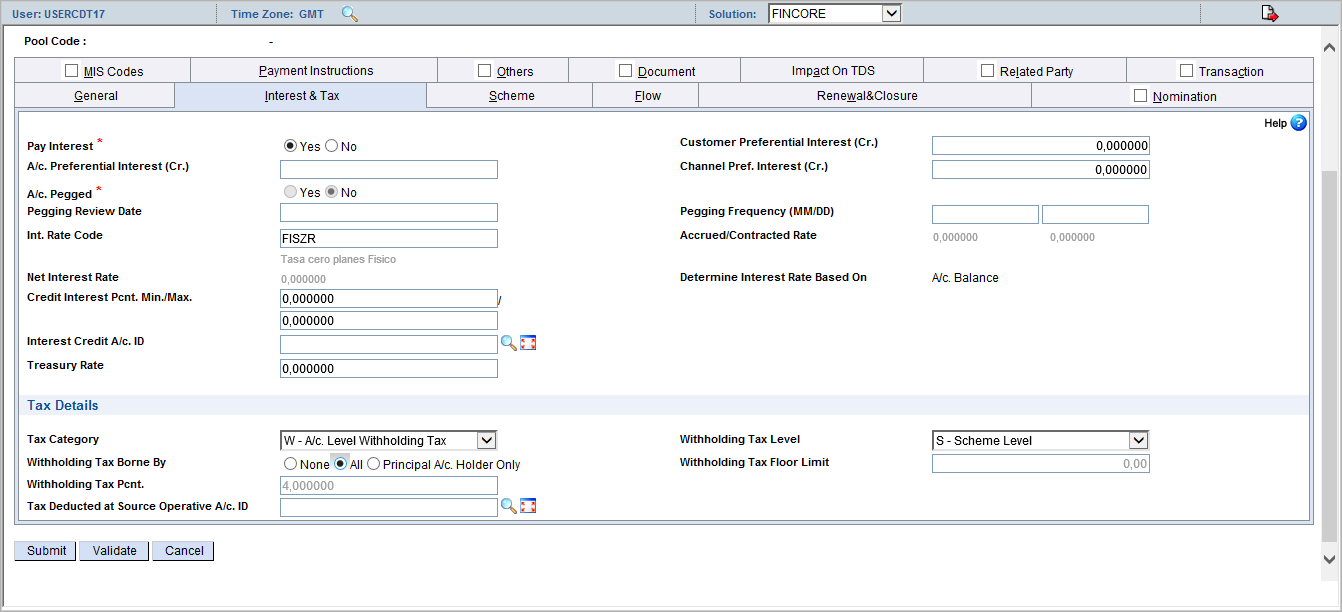 User: USERCDT17 Time Zone: GMT Solution: FINCORE
Pool Code : -
MIS Codes Payment Instructions Others Document Impact On TDS Related Party Transaction
General Interest & Tax Scheme Flow Renewal&Closure Nomination
Help ?
Pay Interest * Yes No Customer Preferential Interest (Cr.) 0,000000
A/c. Preferential Interest (Cr.) Channel Pref. Interest (Cr.) 0,000000
A/c. Pegged * Yes No
Pegging Review Date Pegging Frequency (MM/DD)
Int. Rate Code FISZR Accrued/Contracted Rate 0,000000 0,000000
Tasa cero planes Fisico
Net Interest Rate 0,000000 Determine Interest Rate Based On A/c. Balance
Credit Interest Pcnt. Min./Max. 0,000000 /
0,000000
Interest Credit A/c. ID
Treasury Rate 0,000000
Tax Details
Tax Category W - A/c. Level Withholding Tax Withholding Tax Level S - Scheme Level
Withholding Tax Borne By None All Principal A/c. Holder Only Withholding Tax Floor Limit 0,00
Withholding Tax Pcnt. 4,000000
Tax Deducted at Source Operative A/c. ID
Submit Validate Cancel